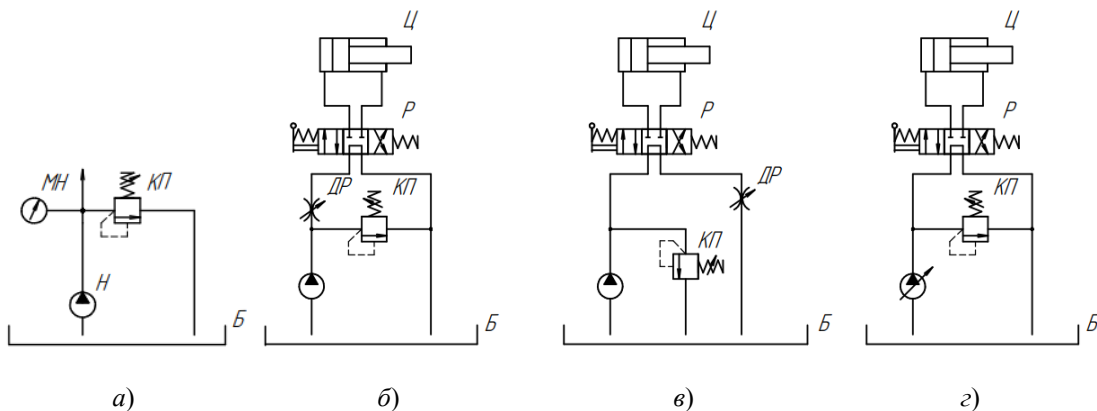 Ц
Ц
Ц
Р
Р
Р
МН
КП
ДР
КП
ДР
КП
КП
Н
Б
Б
Б
Б
а)
б)
в)
г)